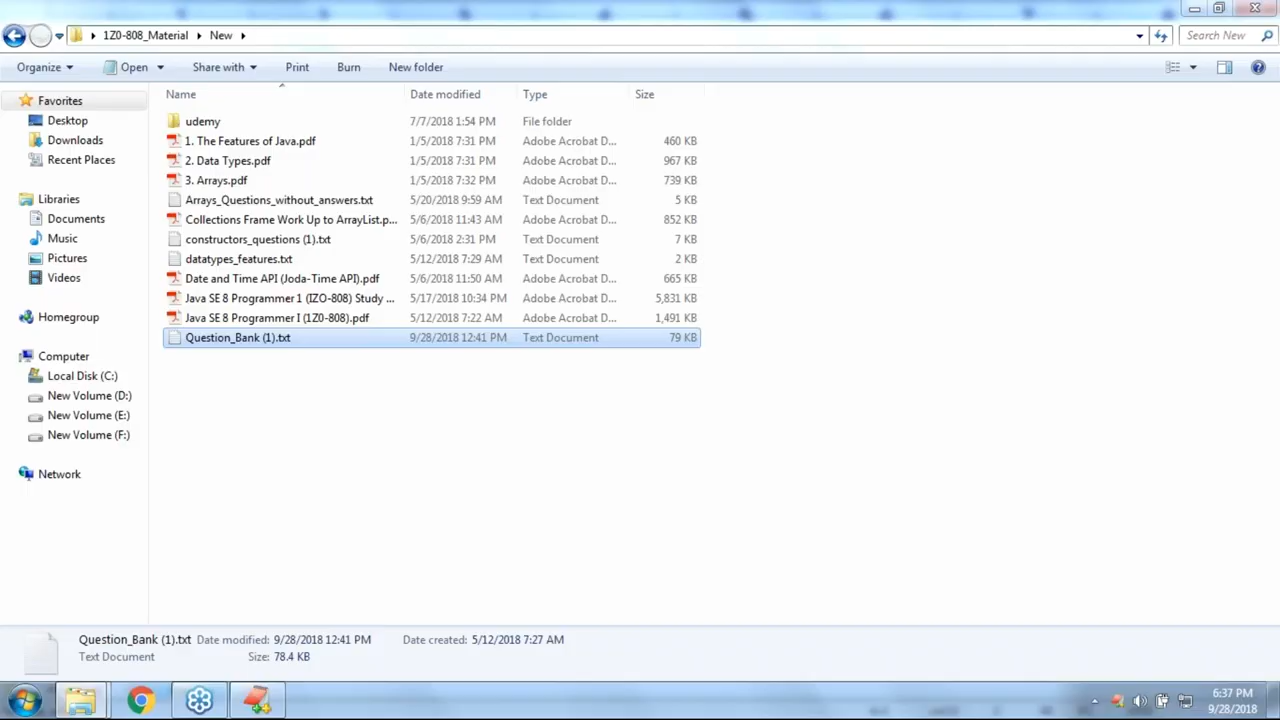 1Z0-808_Material New
Search New
Organize Open Share with Print Burn New folder
Name Date modified Type Size
Favorites
Desktop
Downloads
Recent Places
Libraries
Documents
Music
Pictures
Videos
Homegroup
Computer
Local Disk (C:)
New Volume (D:)
New Volume (E:)
New Volume (F:)
Network
udemy 7/7/2018 1:54 PM File folder
1. The Features of Java.pdf 1/5/2018 7:31 PM Adobe Acrobat D... 460 KB
2. Data Types.pdf 1/5/2018 7:31 PM Adobe Acrobat D... 967 KB
3. Arrays.pdf 1/5/2018 7:32 PM Adobe Acrobat D... 739 KB
Arrays_Questions_without_answers.txt 5/20/2018 9:59 AM Text Document 5 KB
Collections Frame Work Up to ArrayList.p... 5/6/2018 11:43 AM Adobe Acrobat D... 852 KB
constructors_questions (1).txt 5/6/2018 2:31 PM Text Document 7 KB
datatypes_features.txt 5/12/2018 7:29 AM Text Document 2 KB
Date and Time API (Joda-Time API).pdf 5/6/2018 11:50 AM Adobe Acrobat D... 665 KB
Java SE 8 Programmer 1 (IZO-808) Study ... 5/17/2018 10:34 PM Adobe Acrobat D... 5,831 KB
Java SE 8 Programmer I (1Z0-808).pdf 5/12/2018 7:22 AM Adobe Acrobat D... 1,491 KB
Question_Bank (1).txt 9/28/2018 12:41 PM Text Document 79 KB
Question_Bank (1).txt Date modified: 9/28/2018 12:41 PM Date created: 5/12/2018 7:27 AM
Text Document Size: 78.4 KB
6:37 PM
9/28/2018